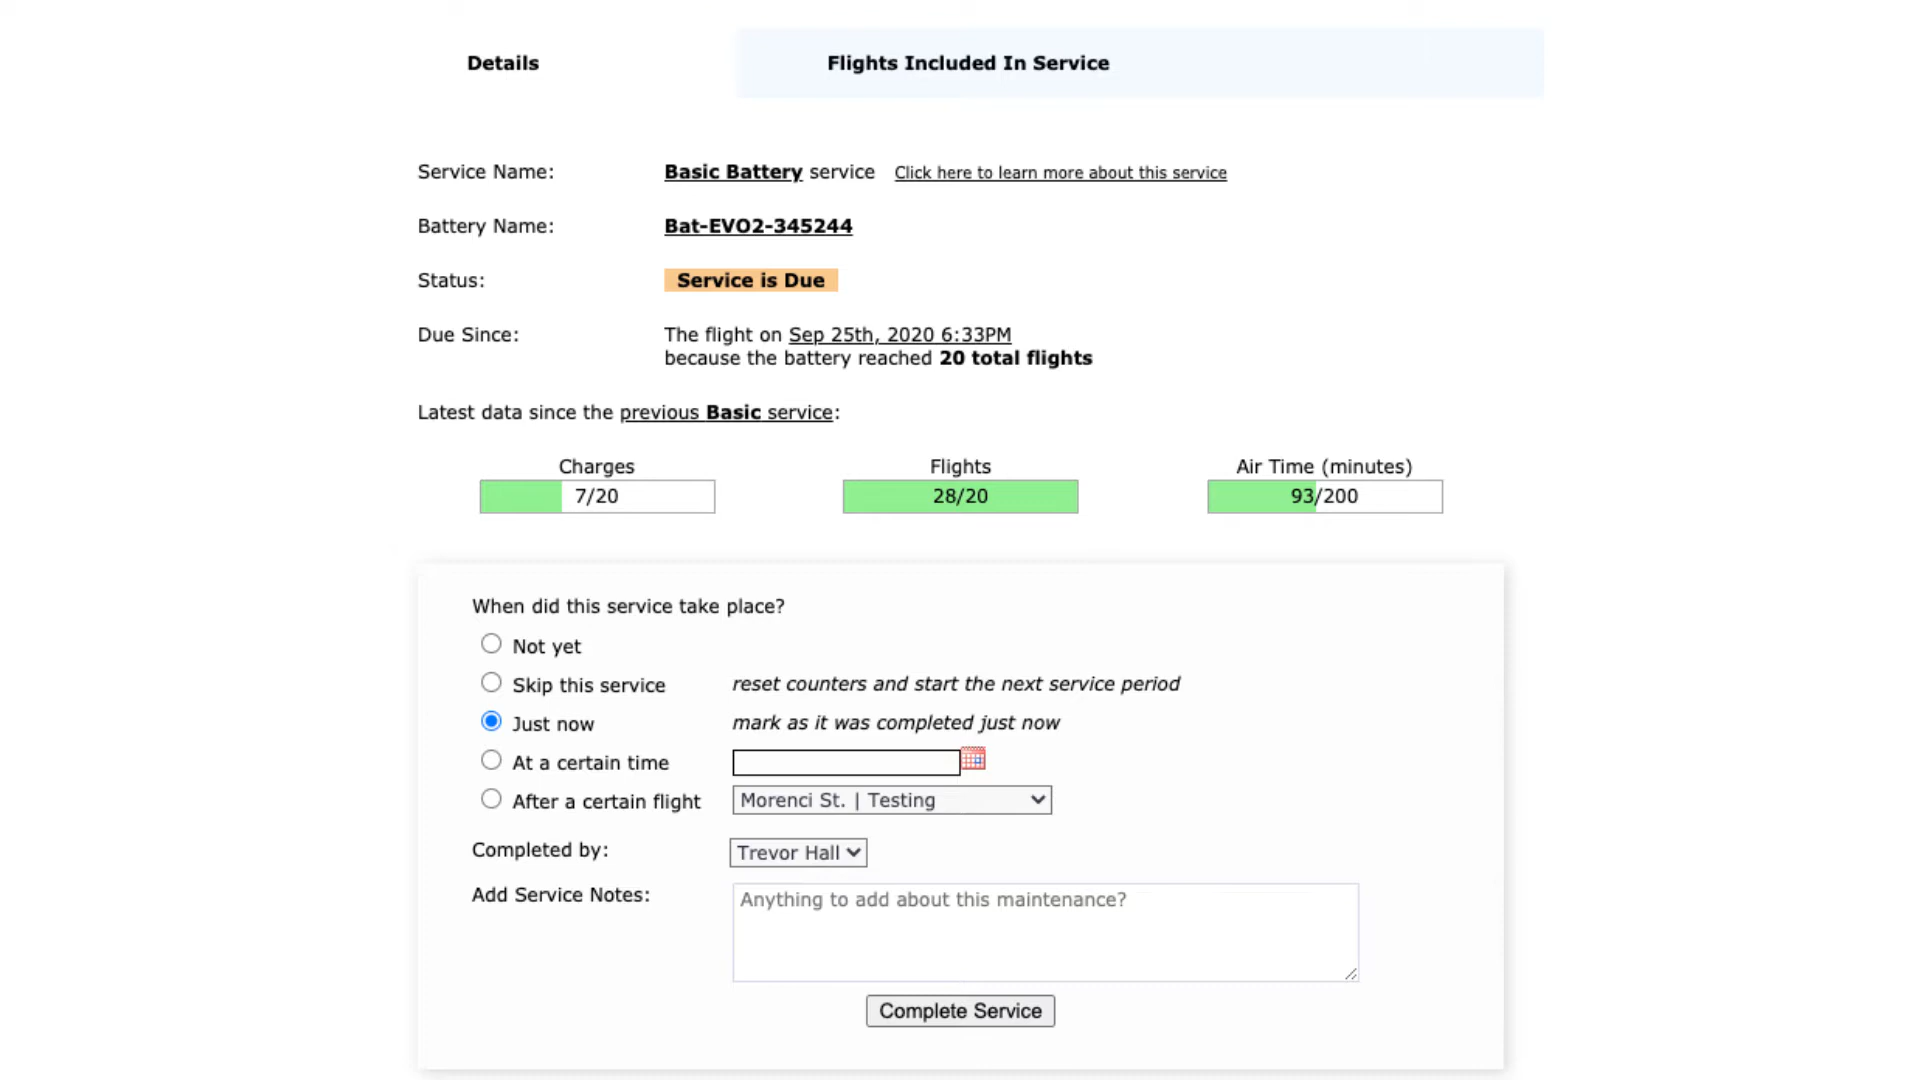 Details
Flights Included In Service
Service Name: Basic Battery service Click here to learn more about this service
Battery Name: Bat-EVO2-345244
Status: Service is Due
Due Since: The flight on Sep 25th, 2020 6:33PM
because the battery reached 20 total flights
Latest data since the previous Basic service:
Charges Flights Air Time (minutes)
7/20 28/20 93/200
When did this service take place?
Not yet
Skip this service reset counters and start the next service period
Just now mark as it was completed just now
At a certain time
After a certain flight Morenci St. | Testing
Completed by: Trevor Hall
Add Service Notes: Anything to add about this maintenance?
Complete Service